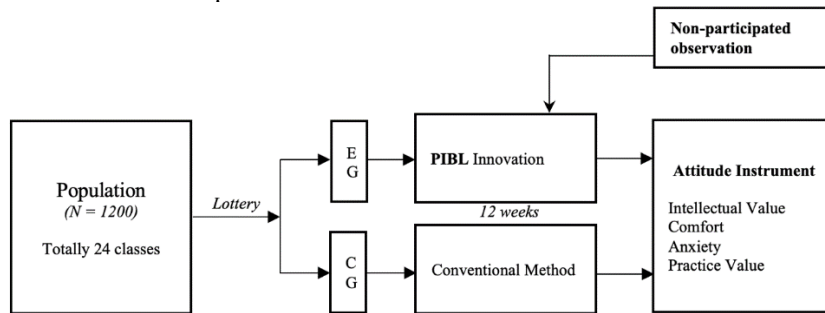 Non-participated
observation
Population
(N = 1200)
Totally 24 classes
Lottery
E
G
PIBL Innovation
12 weeks
C
G
Conventional Method
Attitude Instrument
Intellectual Value
Comfort
Anxiety
Practice Value